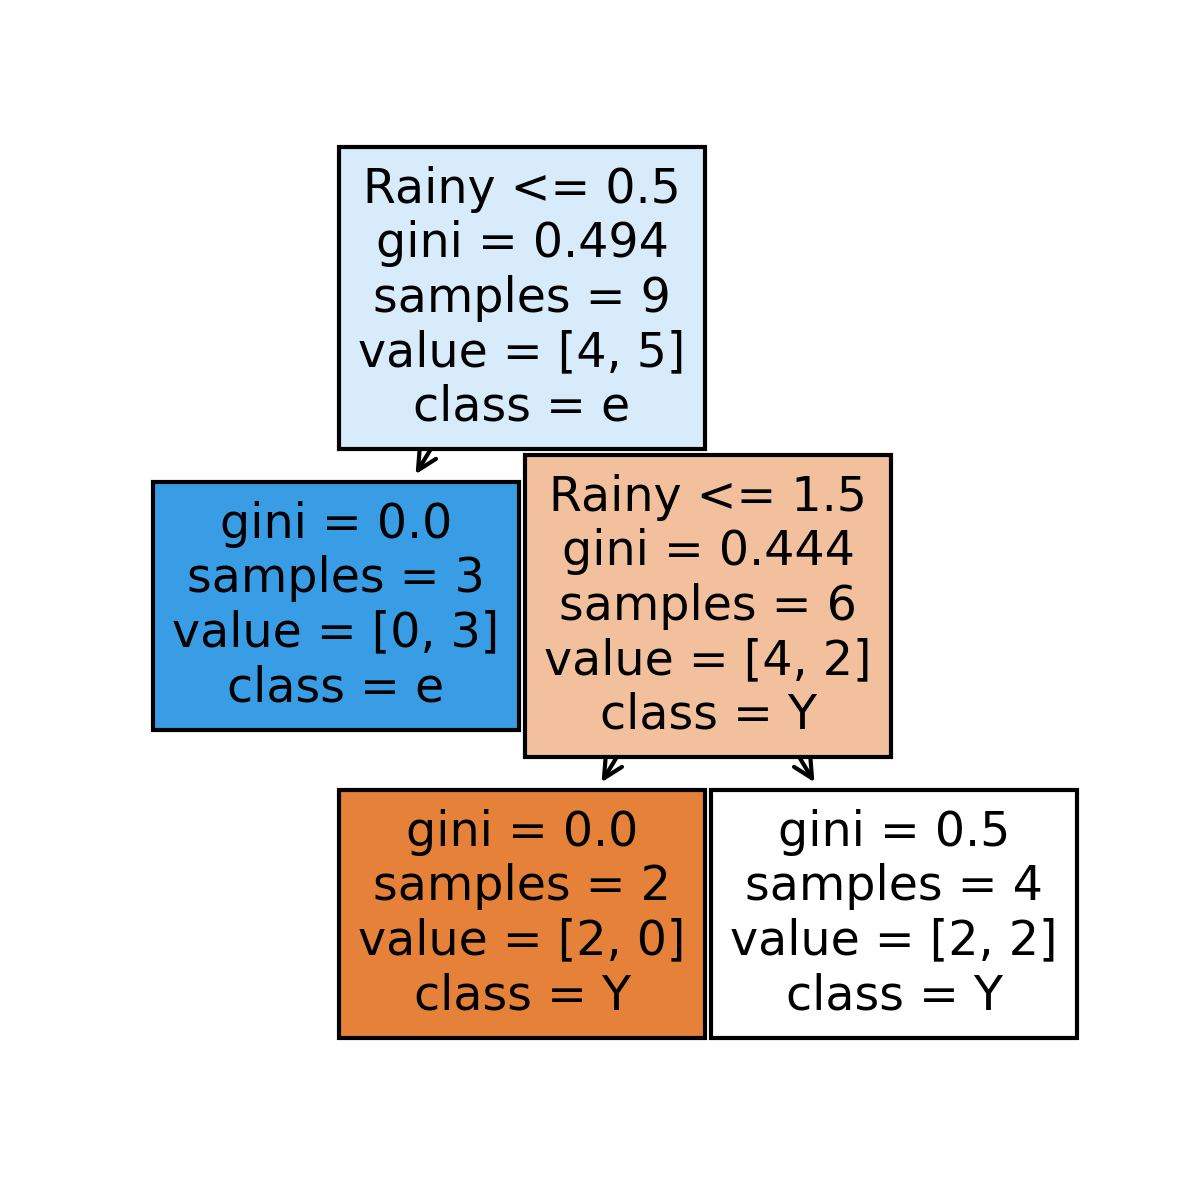 Rainy <= 0.5
gini = 0.494
samples = 9
value = [4, 5]
class = e
gini = 0.0
samples = 3
value = [0, 3]
class = e
Rainy <= 1.5
gini = 0.444
samples = 6
value = [4, 2]
class = Y
gini = 0.0
samples = 2
value = [2, 0]
class = Y
gini = 0.5
samples = 4
value = [2, 2]
class = Y